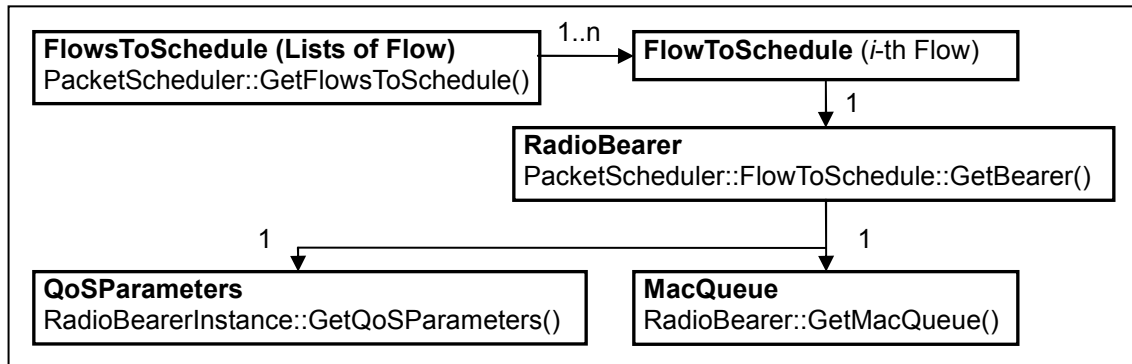 FlowsToSchedule (Lists of Flow)
PacketScheduler::GetFlowsToSchedule()
1..n
FlowToSchedule (i-th Flow)
1
RadioBearer
PacketScheduler::FlowToSchedule::GetBearer()
1
1
QoSParameters
RadioBearerInstance::GetQoSParameters()
MacQueue
RadioBearer::GetMacQueue()